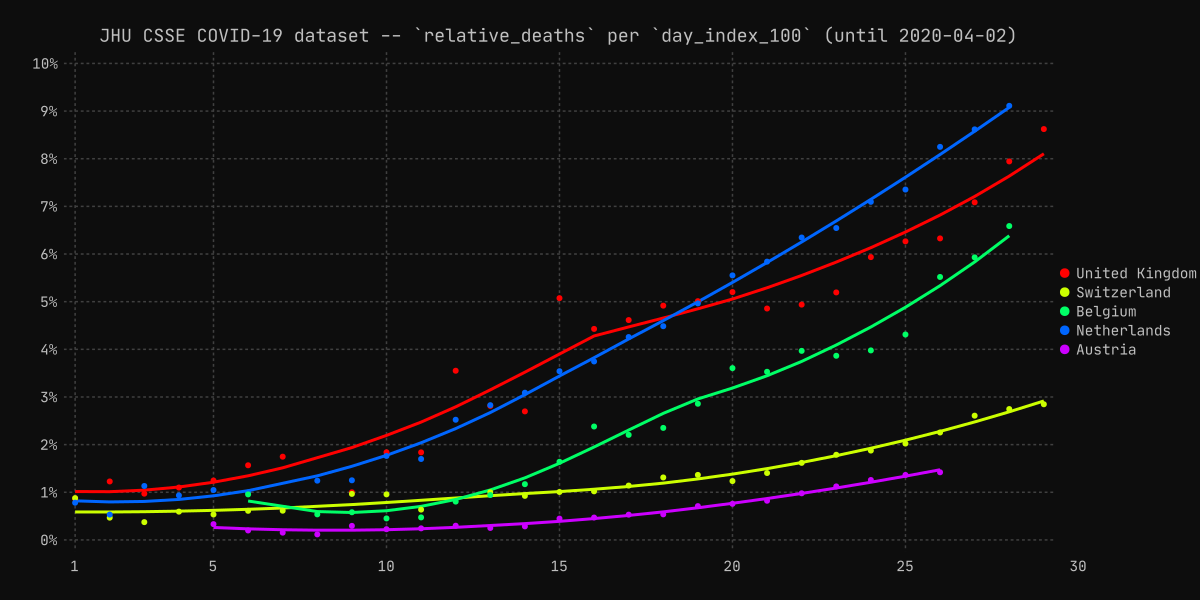 JHU CSSE COVID-19 dataset -- `relative_deaths` per `day_index_100` (until 2020-04-02)
10%
9%
8%
7%
6%
5%
4%
3%
2%
1%
0%
1 5 10 15 20 25 30
United Kingdom
Switzerland
Belgium
Netherlands
Austria